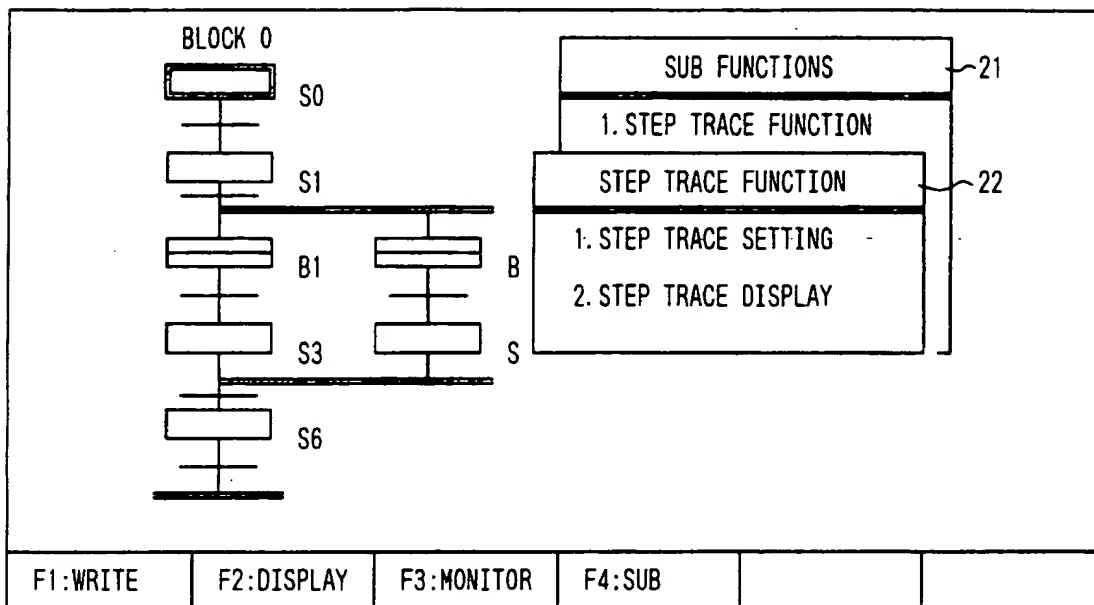 BLOCK 0
S0
S1
B1
B
S3
S
S6
SUB FUNCTIONS
21
1. STEP TRACE FUNCTION
STEP TRACE FUNCTION
22
1. STEP TRACE SETTING
2. STEP TRACE DISPLAY
F1:WRITE
F2:DISPLAY
F3:MONITOR
F4:SUB